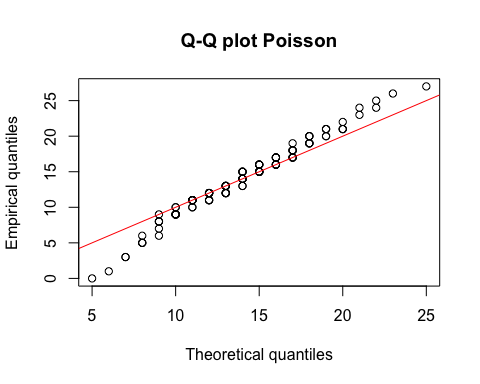 Q-Q plot Poisson
Empirical quantiles
25
20
15
10
5
0
5 10 15 20 25
Theoretical quantiles